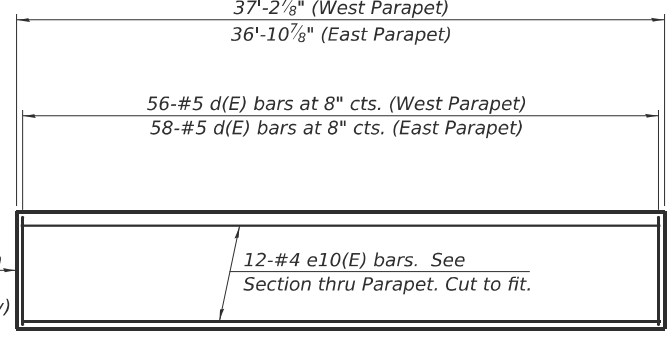 37'-2⅞" (West Parapet)
36'-10⅞" (East Parapet)
56-#5 d(E) bars at 8" cts. (West Parapet)
58-#5 d(E) bars at 8" cts. (East Parapet)
12-#4 e10(E) bars. See
Section thru Parapet. Cut to fit.